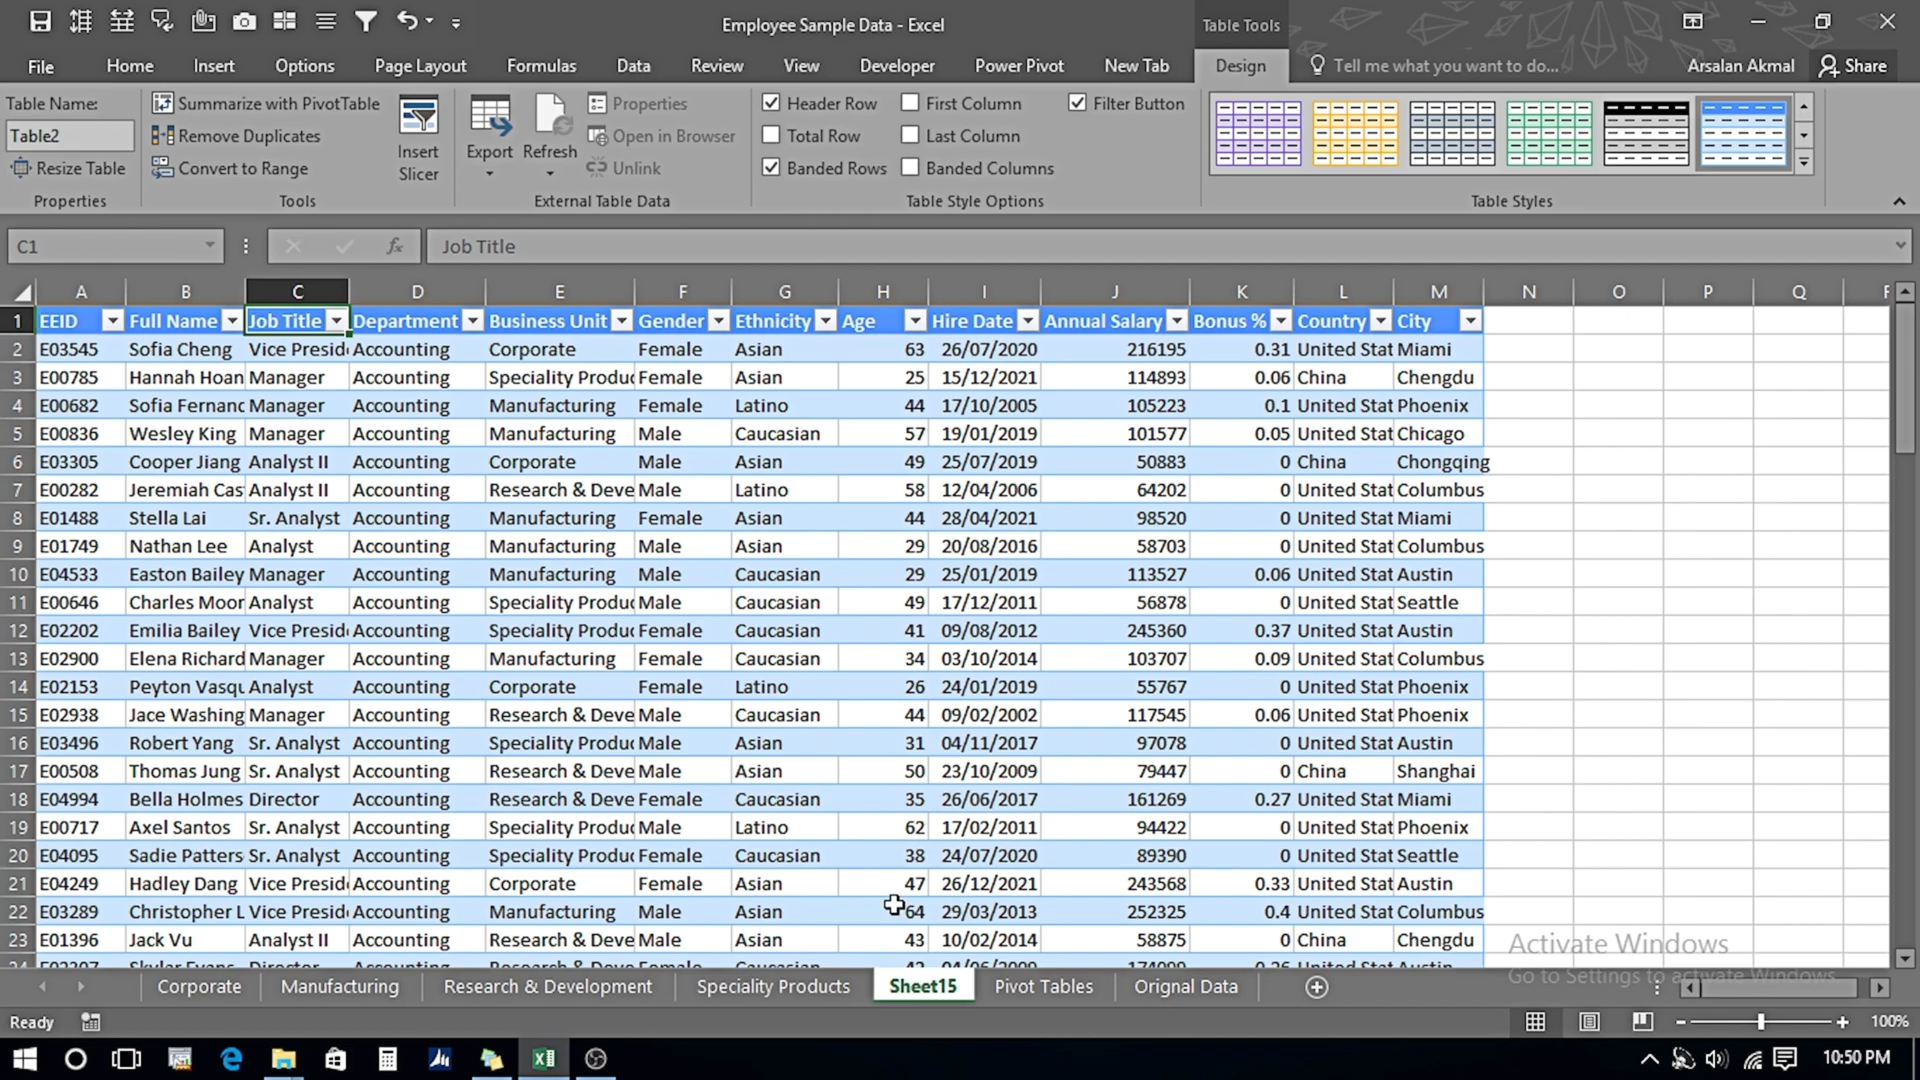 Employee Sample Data - Excel
Table Tools
File Home Insert Options Page Layout Formulas Data Review View Developer Power Pivot New Tab Design Tell me what you want to do... Arsalan Akmal Share
Table Name:
Table2
Resize Table
Properties
Summarize with PivotTable
Remove Duplicates
Convert to Range
Tools
Insert Slicer
Export
Refresh
Properties
Open in Browser
Unlink
External Table Data
Header Row First Column Filter Button
Total Row Last Column
Banded Rows Banded Columns
Table Style Options
Table Styles
C1 fx Job Title
A B C D E F G H I J K L M N O P Q
1 EEID Full Name Job Title Department Business Unit Gender Ethnicity Age Hire Date Annual Salary Bonus % Country City
2 E03545 Sofia Cheng Vice Presid Accounting Corporate Female Asian 63 26/07/2020 216195 0.31 United Stat Miami
3 E00785 Hannah Hoan Manager Accounting Speciality Produc Female Asian 25 15/12/2021 114893 0.06 China Chengdu
4 E00682 Sofia Fernanc Manager Accounting Manufacturing Female Latino 44 17/10/2005 105223 0.1 United Stat Phoenix
5 E00836 Wesley King Manager Accounting Manufacturing Male Caucasian 57 19/01/2019 101577 0.05 United Stat Chicago
6 E03305 Cooper Jiang Analyst II Accounting Corporate Male Asian 49 25/07/2019 50883 0 China Chongqing
7 E00282 Jeremiah Cas Analyst II Accounting Research & Deve Male Latino 58 12/04/2006 64202 0 United Stat Columbus
8 E01488 Stella Lai Sr. Analyst Accounting Manufacturing Female Asian 44 28/04/2021 98520 0 United Stat Miami
9 E01749 Nathan Lee Analyst Accounting Manufacturing Male Asian 29 20/08/2016 58703 0 United Stat Columbus
10 E04533 Easton Bailey Manager Accounting Manufacturing Male Caucasian 29 25/01/2019 113527 0.06 United Stat Austin
11 E00646 Charles Moor Analyst Accounting Speciality Produc Male Caucasian 49 17/12/2011 56878 0 United Stat Seattle
12 E02202 Emilia Bailey Vice Presid Accounting Speciality Produc Female Caucasian 41 09/08/2012 245360 0.37 United Stat Austin
13 E02900 Elena Richard Manager Accounting Manufacturing Female Caucasian 34 03/10/2014 103707 0.09 United Stat Columbus
14 E02153 Peyton Vasqu Analyst Accounting Corporate Female Latino 26 24/01/2019 55767 0 United Stat Phoenix
15 E02938 Jace Washing Manager Accounting Research & Deve Male Caucasian 44 09/02/2002 117545 0.06 United Stat Phoenix
16 E03496 Robert Yang Sr. Analyst Accounting Speciality Produc Male Asian 31 04/11/2017 97078 0 United Stat Austin
17 E00508 Thomas Jung Sr. Analyst Accounting Research & Deve Male Asian 50 23/10/2009 79447 0 China Shanghai
18 E04994 Bella Holmes Director Accounting Research & Deve Female Caucasian 35 26/06/2017 161269 0.27 United Stat Miami
19 E00717 Axel Santos Sr. Analyst Accounting Speciality Produc Male Latino 62 17/02/2011 94422 0 United Stat Phoenix
20 E04095 Sadie Patters Sr. Analyst Accounting Speciality Produc Female Caucasian 38 24/07/2020 89390 0 United Stat Seattle
21 E04249 Hadley Dang Vice Presid Accounting Corporate Female Asian 47 26/12/2021 243568 0.33 United Stat Austin
22 E03289 Christopher L Vice Presid Accounting Manufacturing Male Asian 64 29/03/2013 252325 0.4 United Stat Columbus
23 E01396 Jack Vu Analyst II Accounting Research & Deve Male Asian 43 10/02/2014 58875 0 China Chengdu
Activate Windows
Go to Settings to activate Windows.
Corporate Manufacturing Research & Development Speciality Products Sheet15 Pivot Tables Orignal Data
Ready 100%
10:50 PM